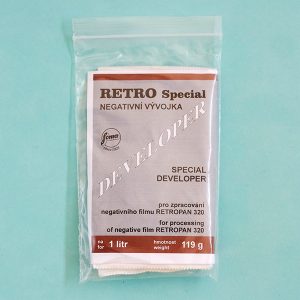 RETRO Special
NEGATIVNÍ VÝVOJKA
foma
DEVELOPER
SPECIAL
DEVELOPER
pro zpracování
negativního filmu RETROPAN 320
for processing
of negative film RETROPAN 320
na
for
1 litr
hmotnost
weight
119 g